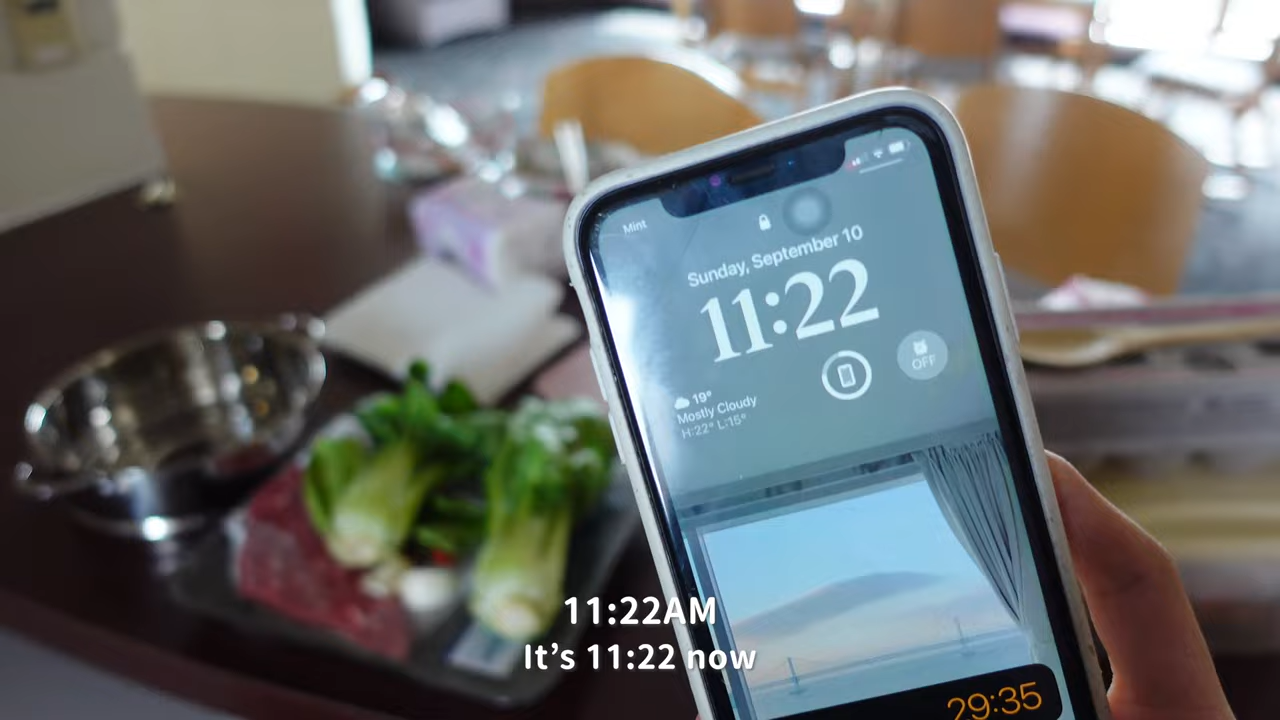 Mint
Sunday, September 10
11:22
OFF
19°
Mostly Cloudy
H:22° L:15°
29:35
11:22AM
It's 11:22 now